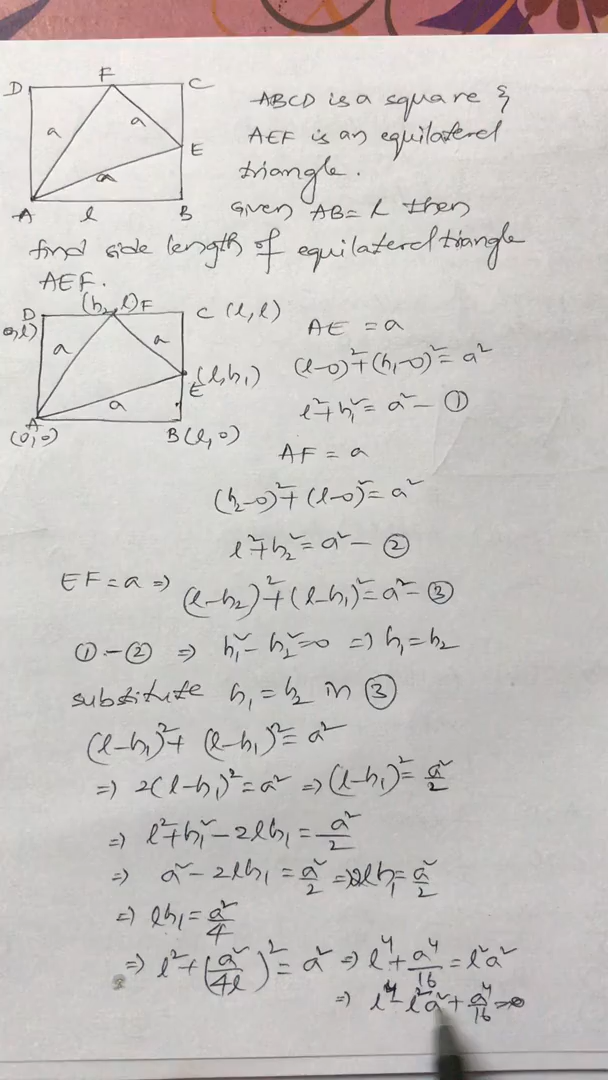 D F C
a a
E
a
A l B
ABCD is a square &
AEF is an equilateral
triangle.
Given AB = l then
find side length of equilateral triangle
AEF.
D (h₂, l) F C (l, l)
(0, l)
a a
E (l, h₁)
a
A (0, 0) B (l, 0)
AE = a
(l-0)² + (h₁-0)² = a²
l² + h₁² = a² — ①
AF = a
(h₂-0)² + (l-0)² = a²
l² + h₂² = a² — ②
EF = a ⇒ (l-h₂)² + (l-h₁)² = a² — ③
① - ② ⇒ h₁² - h₂² = 0 ⇒ h₁ = h₂
substitute h₁ = h₂ in ③
(l-h₁)² + (l-h₁)² = a²
⇒ 2(l-h₁)² = a² ⇒ (l-h₁)² = a²/2
⇒ l² + h₁² - 2lh₁ = a²/2
⇒ a² - 2lh₁ = a²/2 ⇒ 2lh₁ = a²/2
⇒ lh₁ = a²/4
⇒ l² + (a²/4l)² = a² ⇒ l⁴ + a⁴/16 = l²a²
⇒ l⁴ - l²a² + a⁴/16 = 0